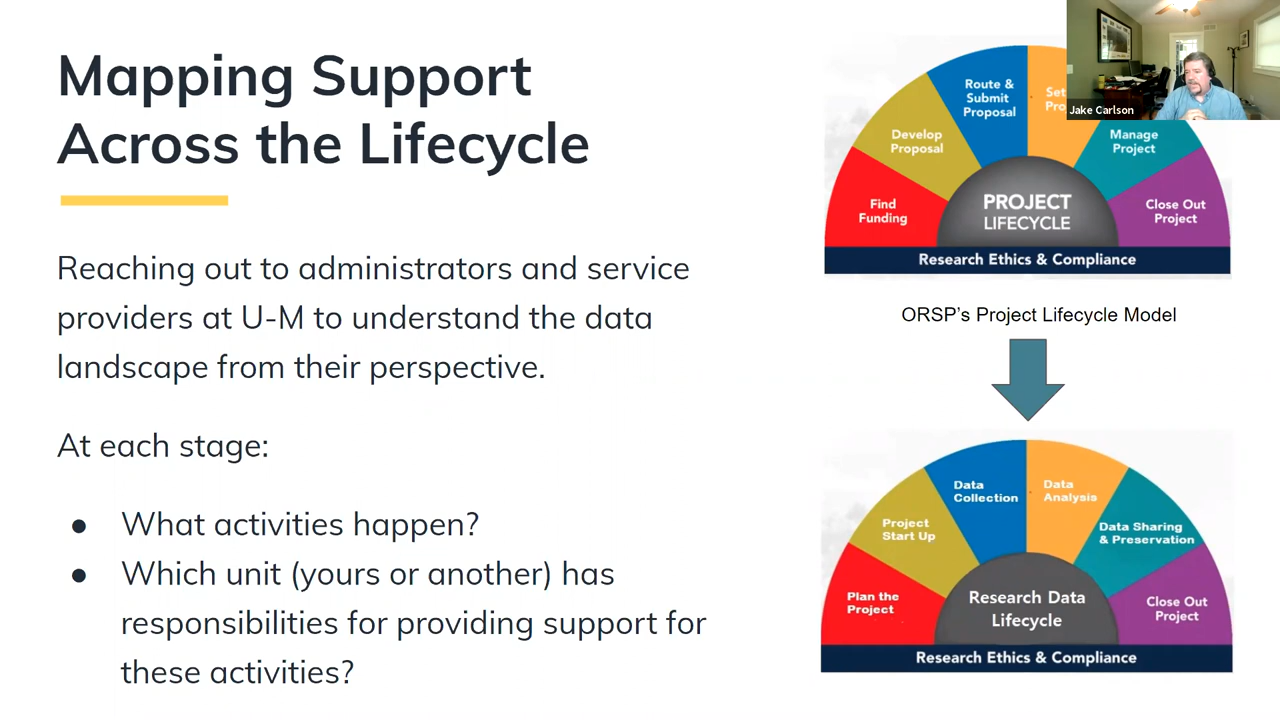 Mapping Support
Across the Lifecycle
Reaching out to administrators and service
providers at U-M to understand the data
landscape from their perspective.
At each stage:
● What activities happen?
● Which unit (yours or another) has
responsibilities for providing support for
these activities?
Find
Funding
Develop
Proposal
Route &
Submit
Proposal
Manage
Project
Close Out
Project
PROJECT
LIFECYCLE
Research Ethics & Compliance
Jake Carlson
ORSP's Project Lifecycle Model
Plan the
Project
Project
Start Up
Data
Collection
Data
Analysis
Data Sharing
& Preservation
Close Out
Project
Research Data
Lifecycle
Research Ethics & Compliance